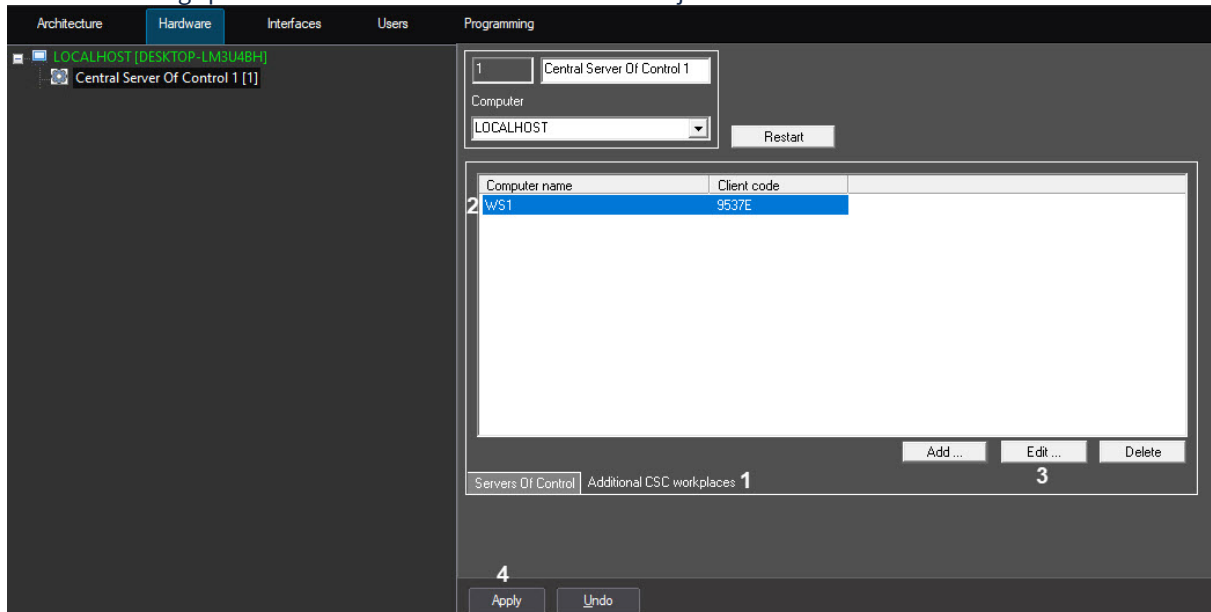 Architecture Hardware Interfaces Users Programming
LOCALHOST [DESKTOP-LM3U4BH]
Central Server Of Control 1 [1]
1 Central Server Of Control 1
Computer
LOCALHOST
Restart
Computer name Client code
2 WS1 9537E
Add ... Edit ... Delete
3
Servers Of Control Additional CSC workplaces 1
4
Apply Undo